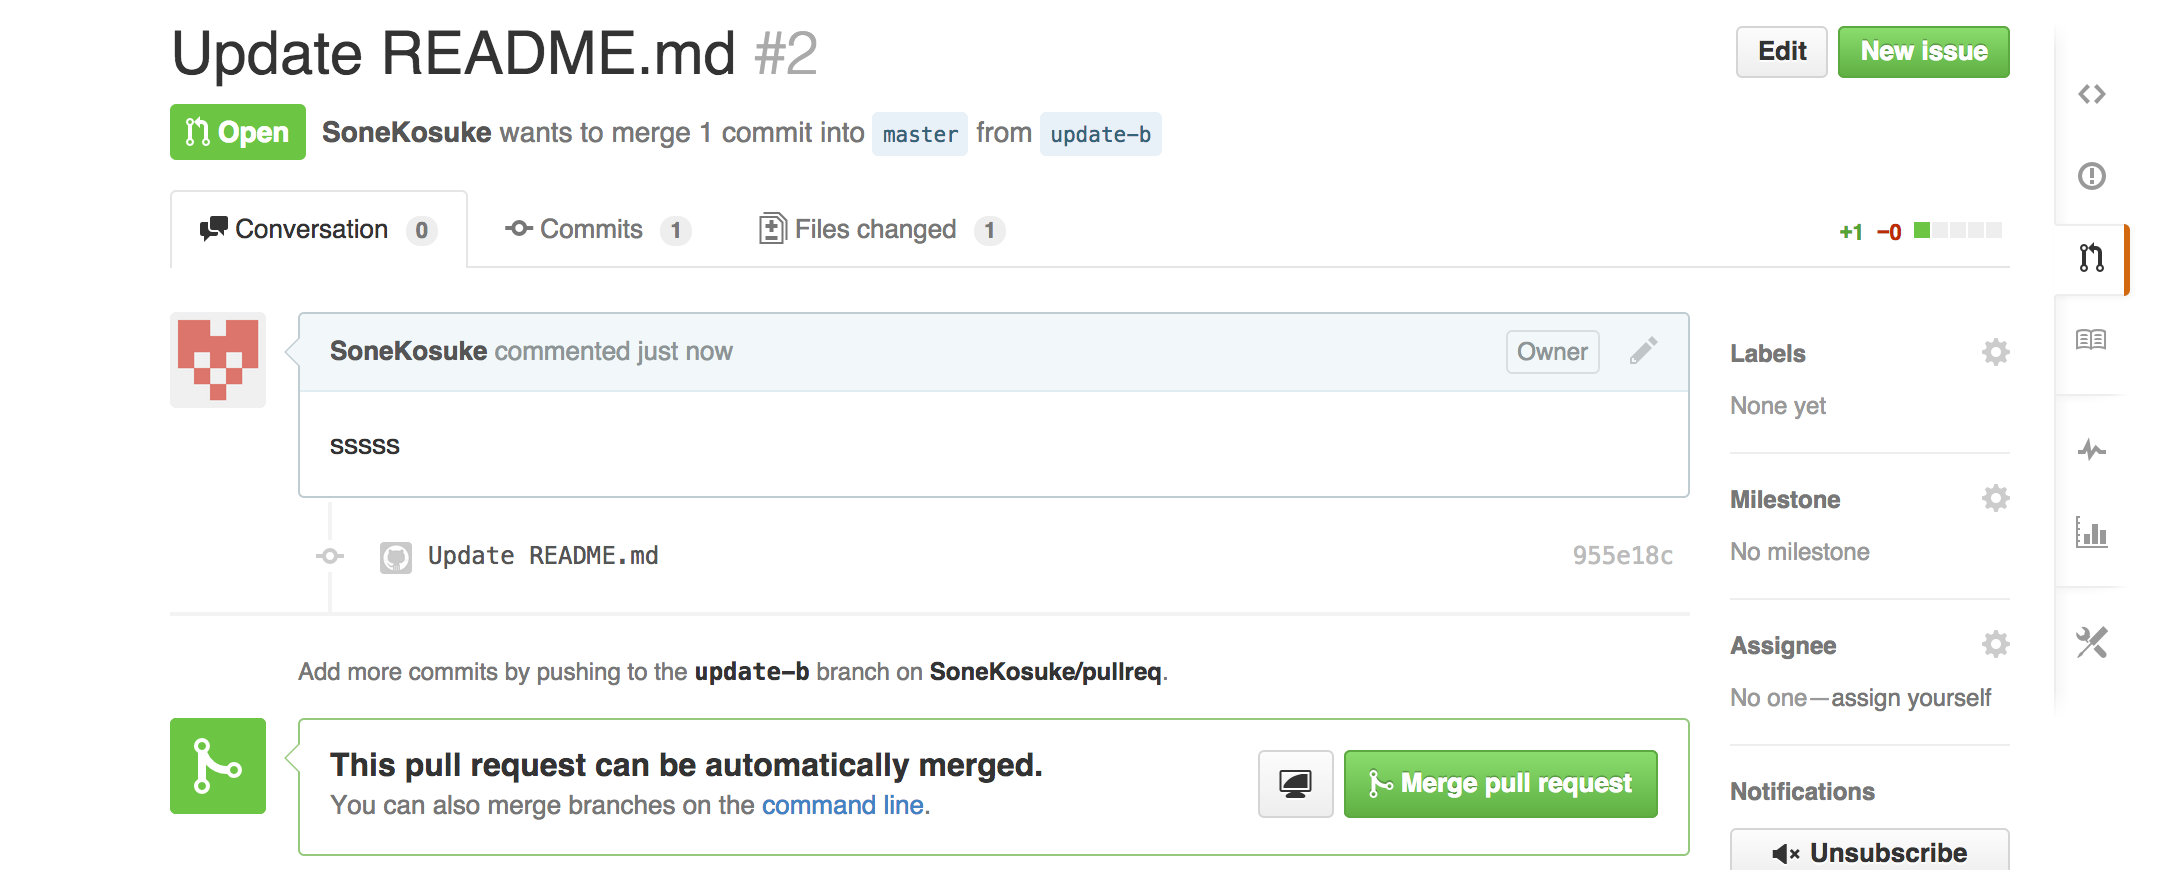 Update README.md #2
Edit
New issue
Open
SoneKosuke wants to merge 1 commit into master from update-b
Conversation 0
Commits 1
Files changed 1
+1 −0
SoneKosuke commented just now
Owner
sssss
Update README.md
955e18c
Add more commits by pushing to the update-b branch on SoneKosuke/pullreq.
This pull request can be automatically merged.
You can also merge branches on the command line.
Merge pull request
Labels
None yet
Milestone
No milestone
Assignee
No one—assign yourself
Notifications
Unsubscribe